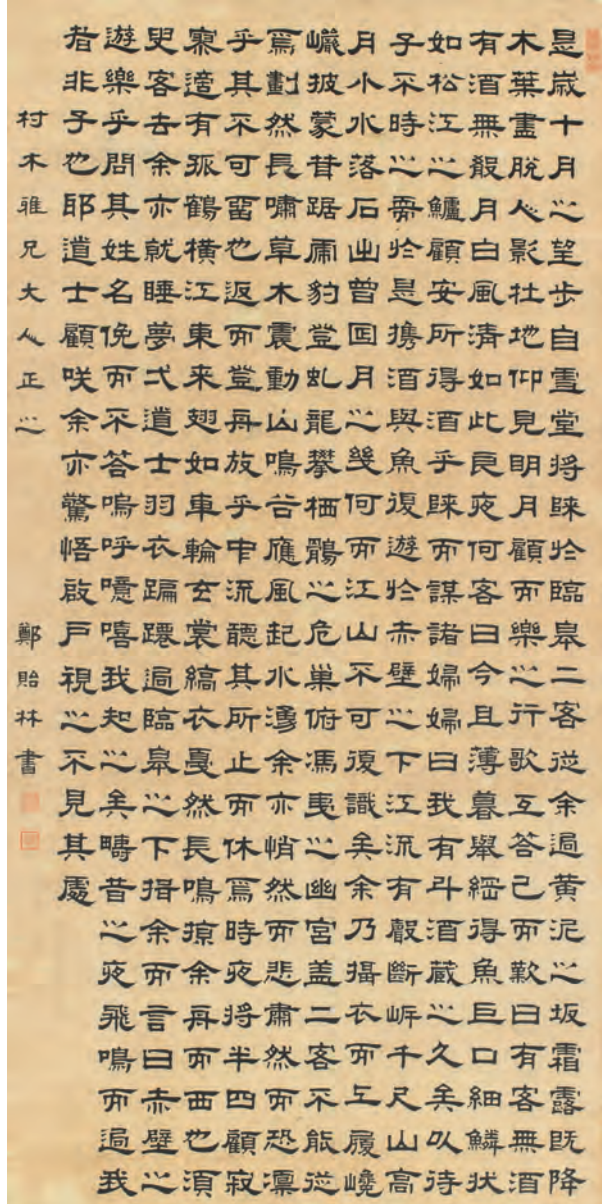 是歲十月之望步自雪堂將歸於臨皋二客從余過黃泥之坂霜露既降
木葉盡脫人影在地仰見明月顧而樂之行歌互答已而歎曰有客無酒
有酒無殽月白風清如此良夜何客曰今且薄暮舉網得魚巨口細鱗狀
如松江之鱸顧安所得酒乎歸而謀諸婦婦曰我有斗酒藏之久矣以待
子不時之需於是攜酒與魚復遊於赤壁之下江流有聲斷岸千尺山高
月小水落石出曾日月之幾何而江山不可復識矣余乃攝衣而上履巉
巖披蒙茸踞虎豹登虬龍攀栖鶻之危巢俯馮夷之幽宮盖二客不能從
焉劃然長嘯草木震動山鳴谷應風起水湧余亦悄然而悲肅然而恐凜
乎其不可留也返而登舟放乎中流聽其所止而休焉時夜將半四顧寂
寥適有孤鶴橫江東来翅如車輪玄裳縞衣戛然長鳴掠余舟而西也須
臾客去余亦就睡夢弌道士羽衣蹁躚過臨皋之下揖余而言曰赤壁之
遊樂乎問其姓名俛而不答嗚呼噫嘻我知之矣疇昔之夜飛鳴而過我
者非子也耶道士顧咲余亦驚悟啟戶視之不見其處
村木雅兄大人正之
鄭貽林書